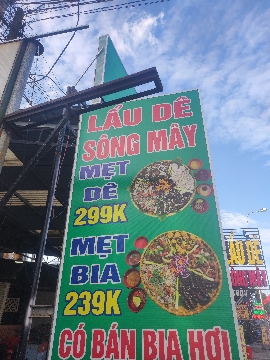 LẨU DÊ
SÔNG MÂY
MẸT
DÊ
299K
MẸT
BIA
239K
CÓ BÁN BIA HƠI